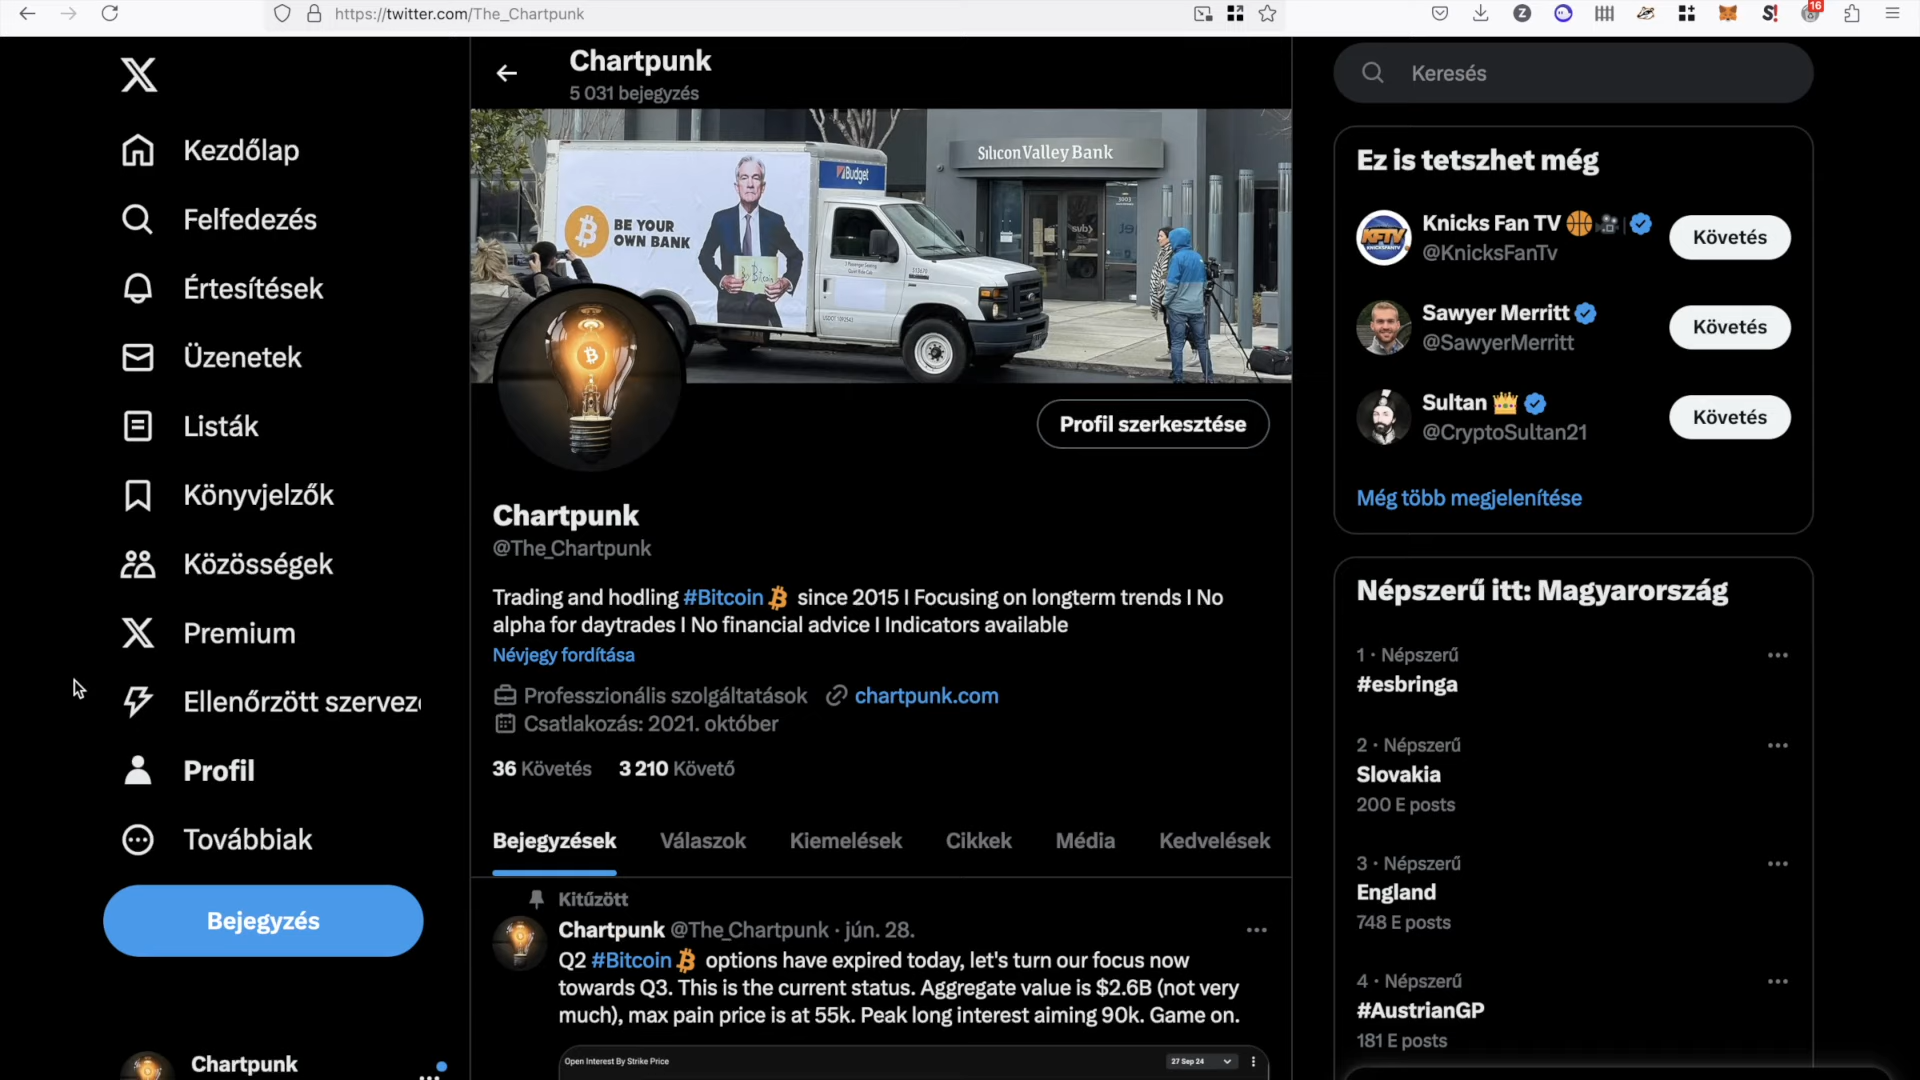 https://twitter.com/The_Chartpunk
16
Kezdőlap
Felfedezés
Értesítések
Üzenetek
Listák
Könyvjelzők
Közösségek
Premium
Ellenőrzött szerveze
Profil
Továbbiak
Bejegyzés
Chartpunk
Chartpunk
5 031 bejegyzés
Silicon Valley Bank
Budget
BE YOUR
OWN BANK
Profil szerkesztése
Chartpunk
@The_Chartpunk
Trading and hodling #Bitcoin since 2015 I Focusing on longterm trends I No
alpha for daytrades I No financial advice I Indicators available
Névjegy fordítása
Professzionális szolgáltatások chartpunk.com
Csatlakozás: 2021. október
36 Követés 3 210 Követő
Bejegyzések Válaszok Kiemelések Cikkek Média Kedvelések
Kitűzött
Chartpunk @The_Chartpunk · jún. 28.
Q2 #Bitcoin options have expired today, let's turn our focus now
towards Q3. This is the current status. Aggregate value is $2.6B (not very
much), max pain price is at 55k. Peak long interest aiming 90k. Game on.
Open Interest By Strike Price 27 Sep 24
Keresés
Ez is tetszhet még
Knicks Fan TV
@KnicksFanTv
Követés
Sawyer Merritt
@SawyerMerritt
Követés
Sultan
@CryptoSultan21
Követés
Még több megjelenítése
Népszerű itt: Magyarország
1 · Népszerű
#esbringa
2 · Népszerű
Slovakia
200 E posts
3 · Népszerű
England
748 E posts
4 · Népszerű
#AustrianGP
181 E posts